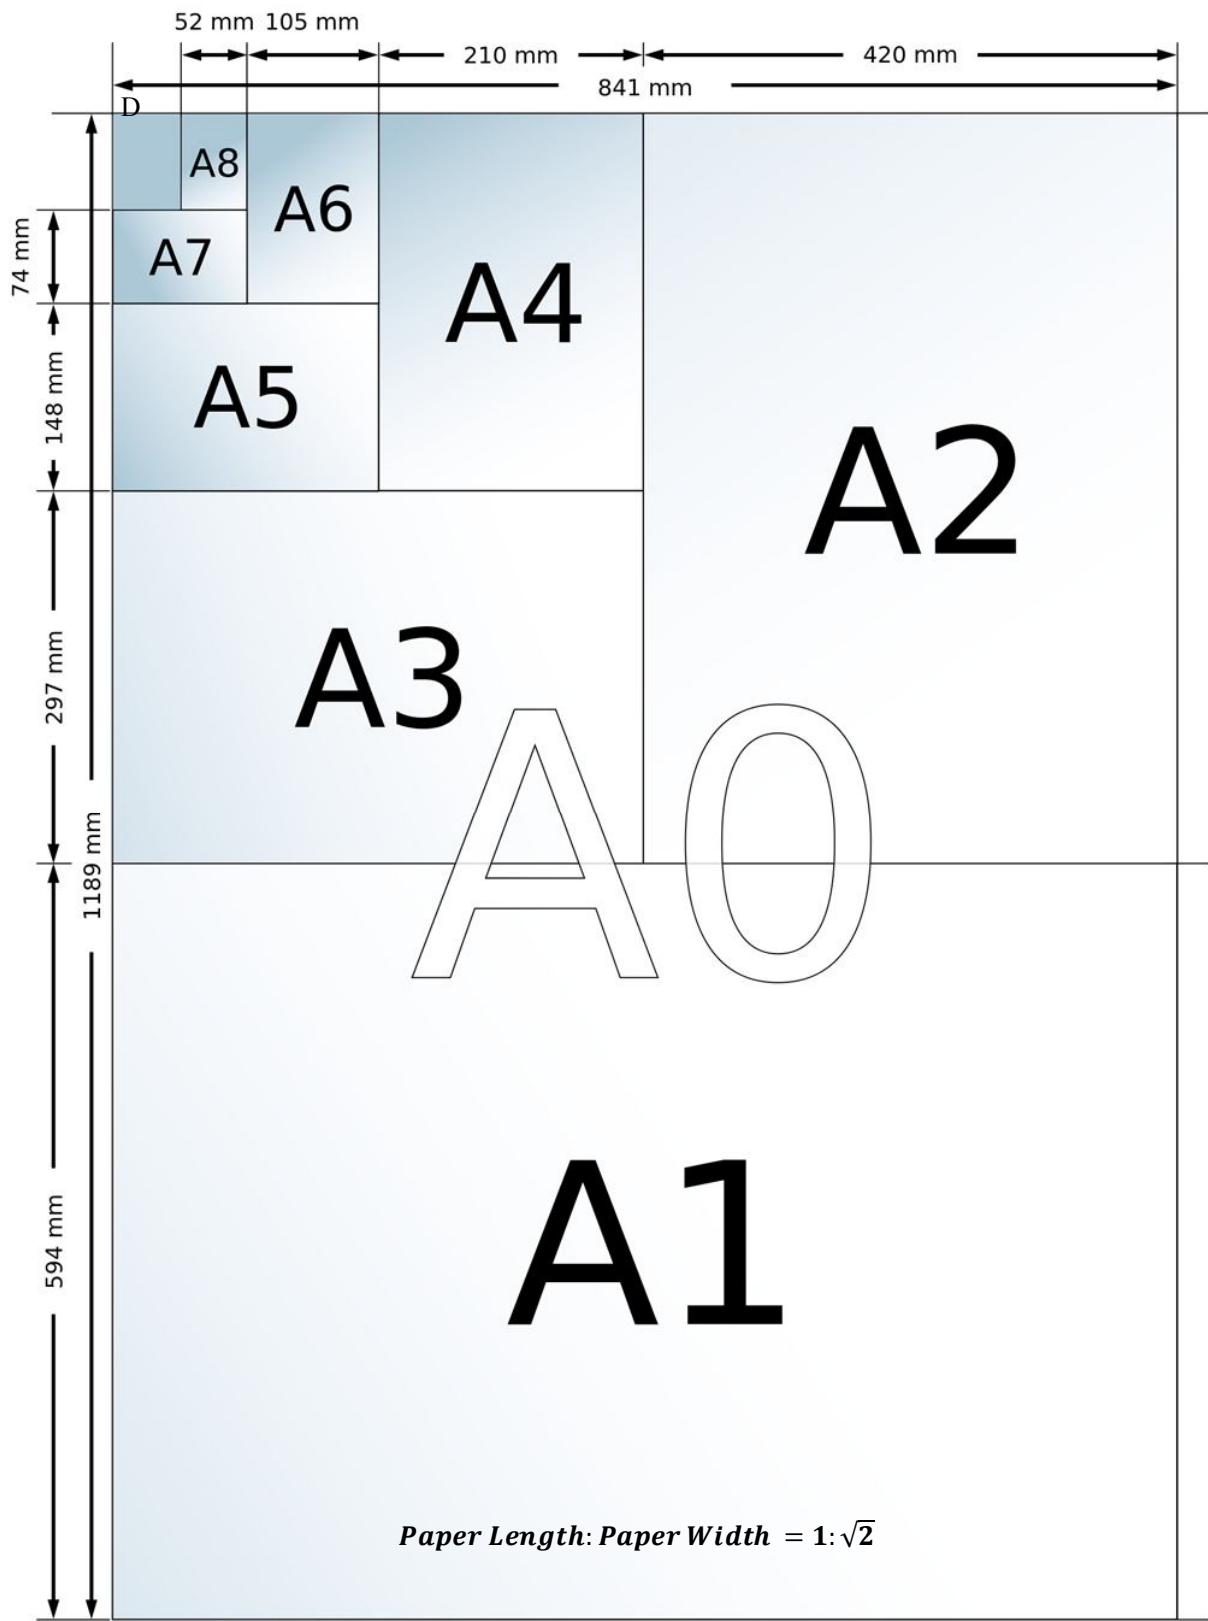 52 mm 105 mm
210 mm
420 mm
841 mm
D
A8
A6
A7
74 mm
A4
A5
148 mm
A2
A3
297 mm
A0
1189 mm
A1
594 mm
Paper Length: Paper Width = 1: √2